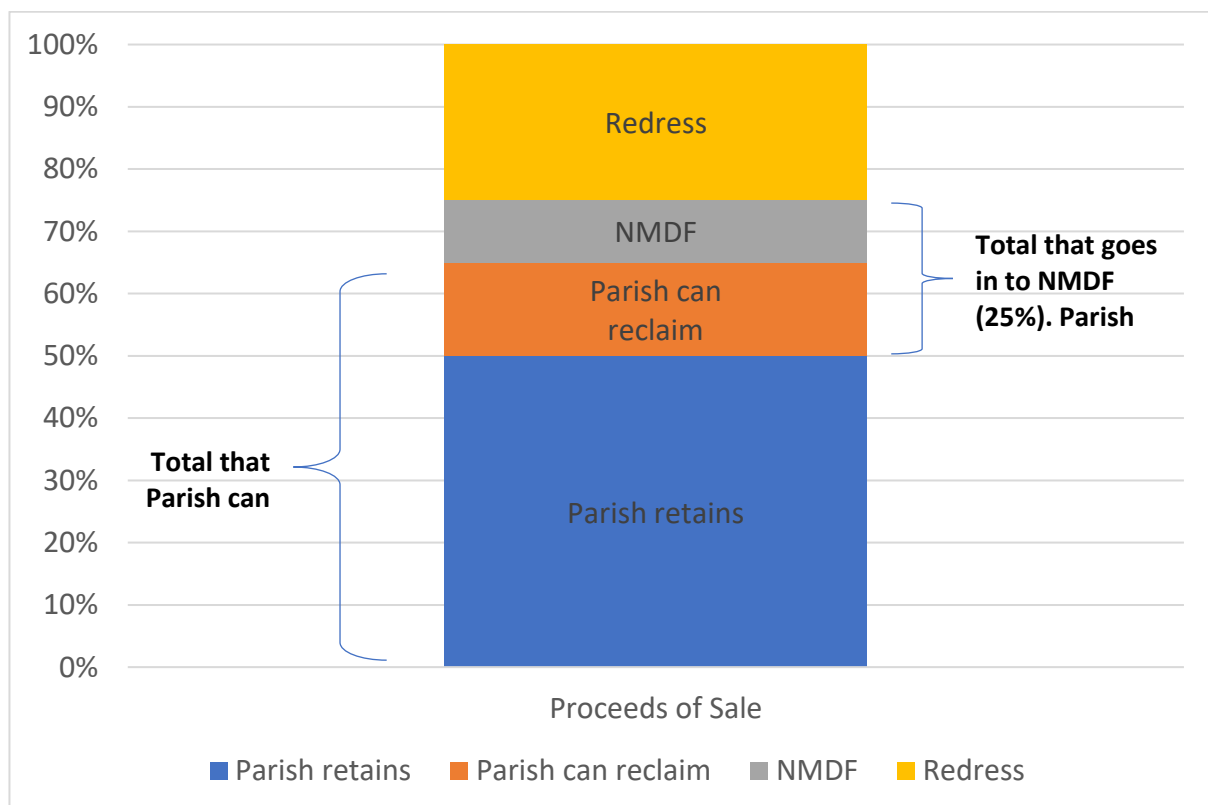 100%
90%
80%
70%
60%
50%
40%
30%
20%
10%
0%
Redress
NMDF
Parish can
reclaim
Parish retains
Total that
Parish can
Total that goes
in to NMDF
(25%). Parish
Proceeds of Sale
Parish retains
Parish can reclaim
NMDF
Redress